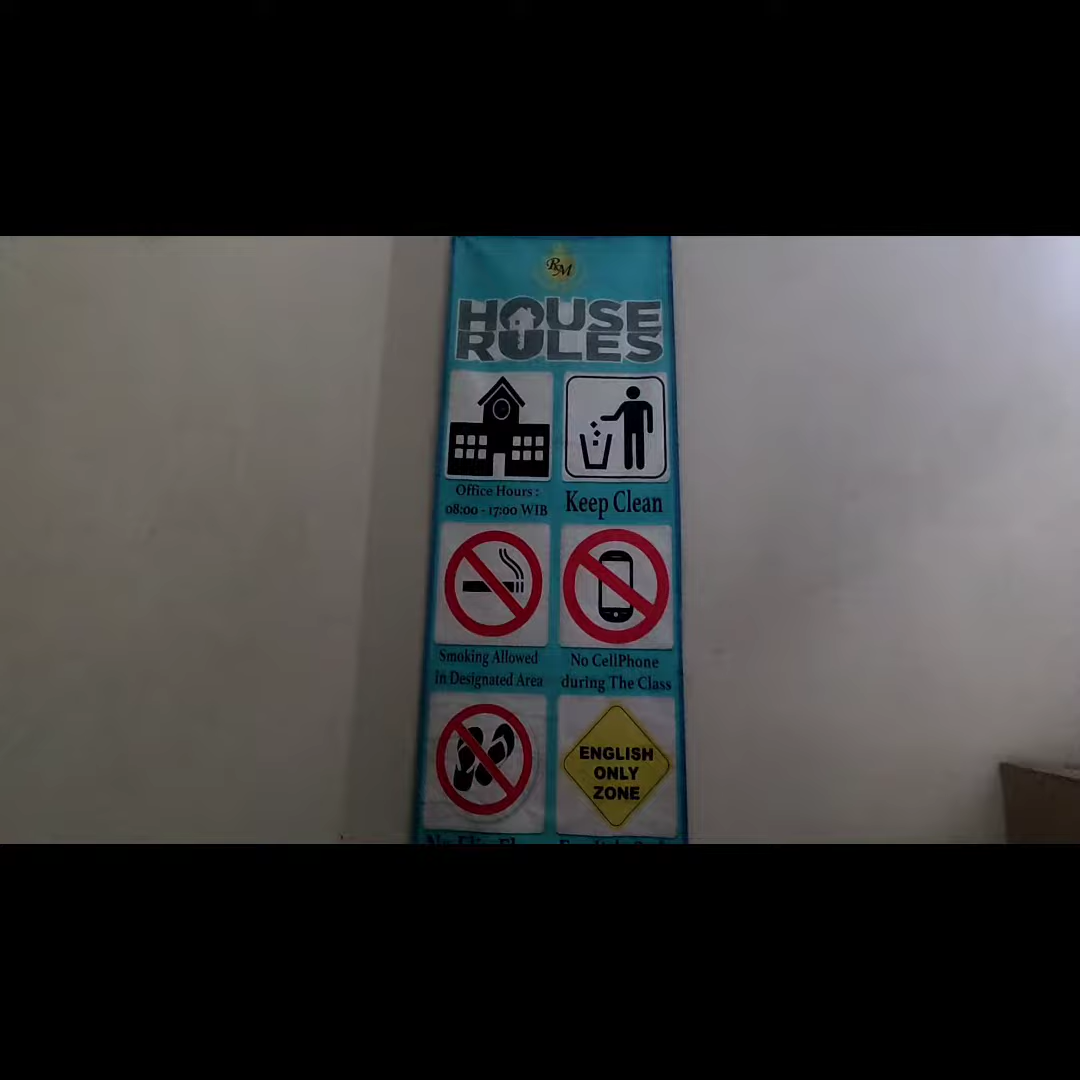 RM
HOUSE
RULES
Office Hours :
08:00 - 17:00 WIB
Keep Clean
Smoking Allowed
In Designated Area
No CellPhone
during The Class
ENGLISH
ONLY
ZONE